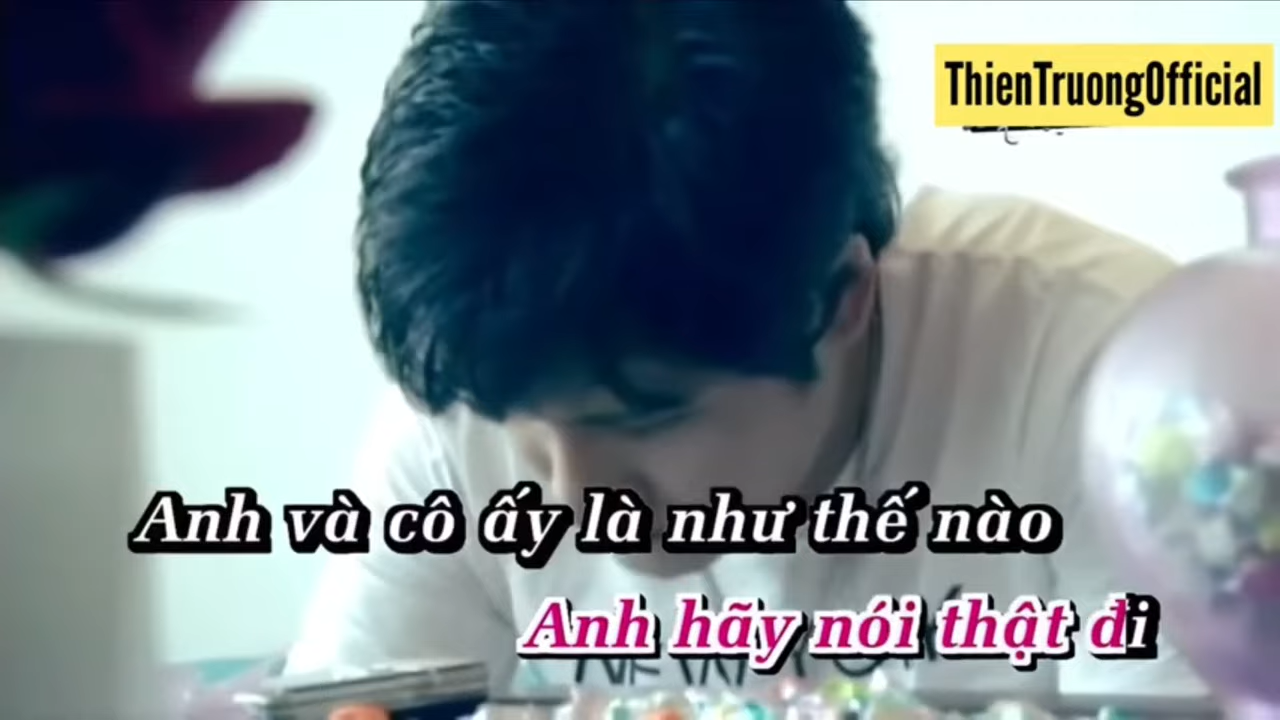 ThienTruongOfficial
Anh và cô ấy là như thế nào
Anh hãy nói thật đi